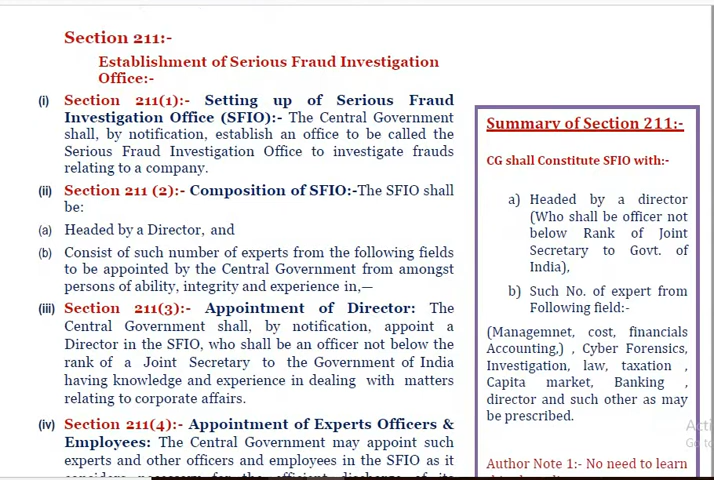 Section 211:-
Establishment of Serious Fraud Investigation
Office:-
(i) Section 211(1):- Setting up of Serious Fraud
Investigation Office (SFIO):- The Central Government
shall, by notification, establish an office to be called the
Serious Fraud Investigation Office to investigate frauds
relating to a company.
(ii) Section 211 (2):- Composition of SFIO:-The SFIO shall
be:
(a) Headed by a Director, and
(b) Consist of such number of experts from the following fields
to be appointed by the Central Government from amongst
persons of ability, integrity and experience in,—
(iii) Section 211(3):- Appointment of Director: The
Central Government shall, by notification, appoint a
Director in the SFIO, who shall be an officer not below the
rank of a Joint Secretary to the Government of India
having knowledge and experience in dealing with matters
relating to corporate affairs.
(iv) Section 211(4):- Appointment of Experts Officers &
Employees: The Central Government may appoint such
experts and other officers and employees in the SFIO as it
Summary of Section 211:-
CG shall Constitute SFIO with:-
a) Headed by a director
(Who shall be officer not
below Rank of Joint
Secretary to Govt. of
India),
b) Such No. of expert from
Following field:-
(Managemnet, cost, financials
Accounting,) , Cyber Forensics,
Investigation, law, taxation ,
Capita market, Banking ,
director and such other as may
be prescribed.
Author Note 1:- No need to learn
Acti
Go to